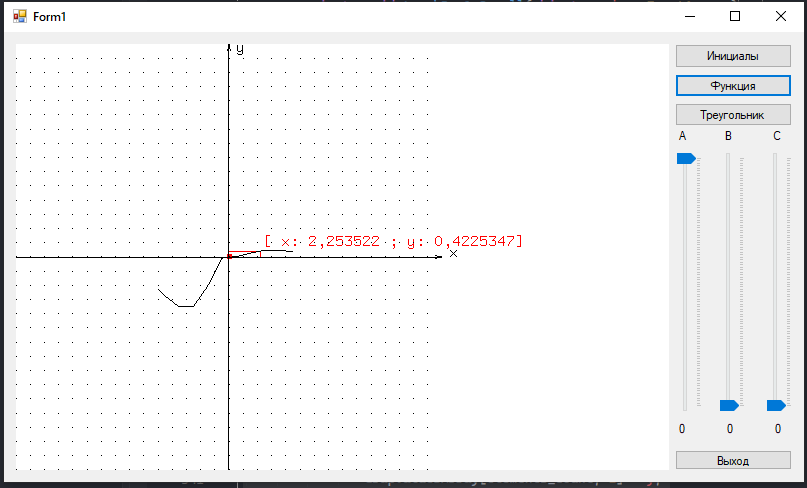 Form1
y
Инициалы
Функция
Треугольник
A B C
[ x: 2,253522 ; y: 0,4225347]
x
0 0 0
Выход